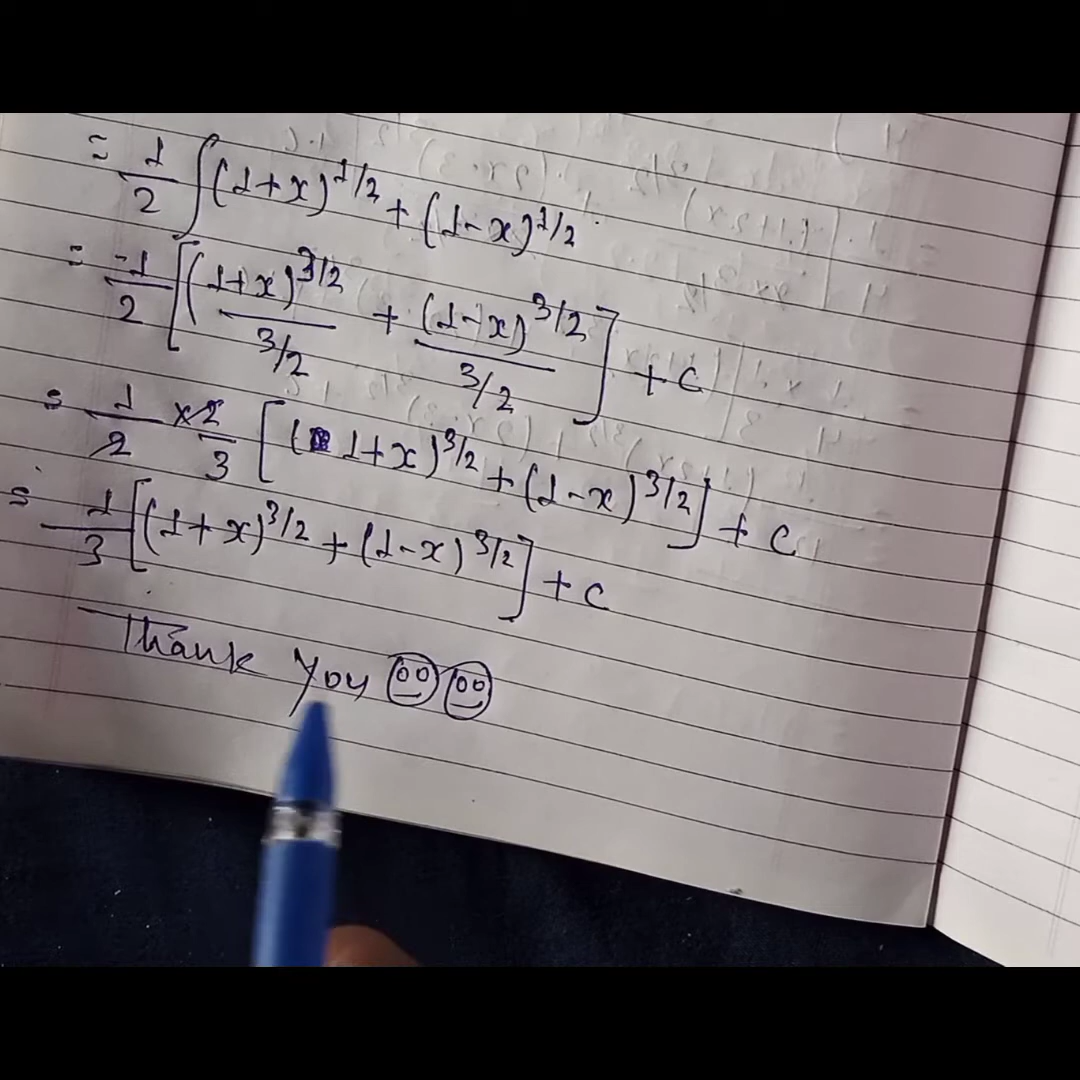 = 1/2 ∫(1+x)^1/2 + (1-x)^1/2
= -1/2 [(1+x)^3/2 / 3/2 + (1-x)^3/2 / 3/2] + c
= 1/2 × 2/3 [(1+x)^3/2 + (1-x)^3/2] + c
= 1/3 [(1+x)^3/2 + (1-x)^3/2] + c
Thank You